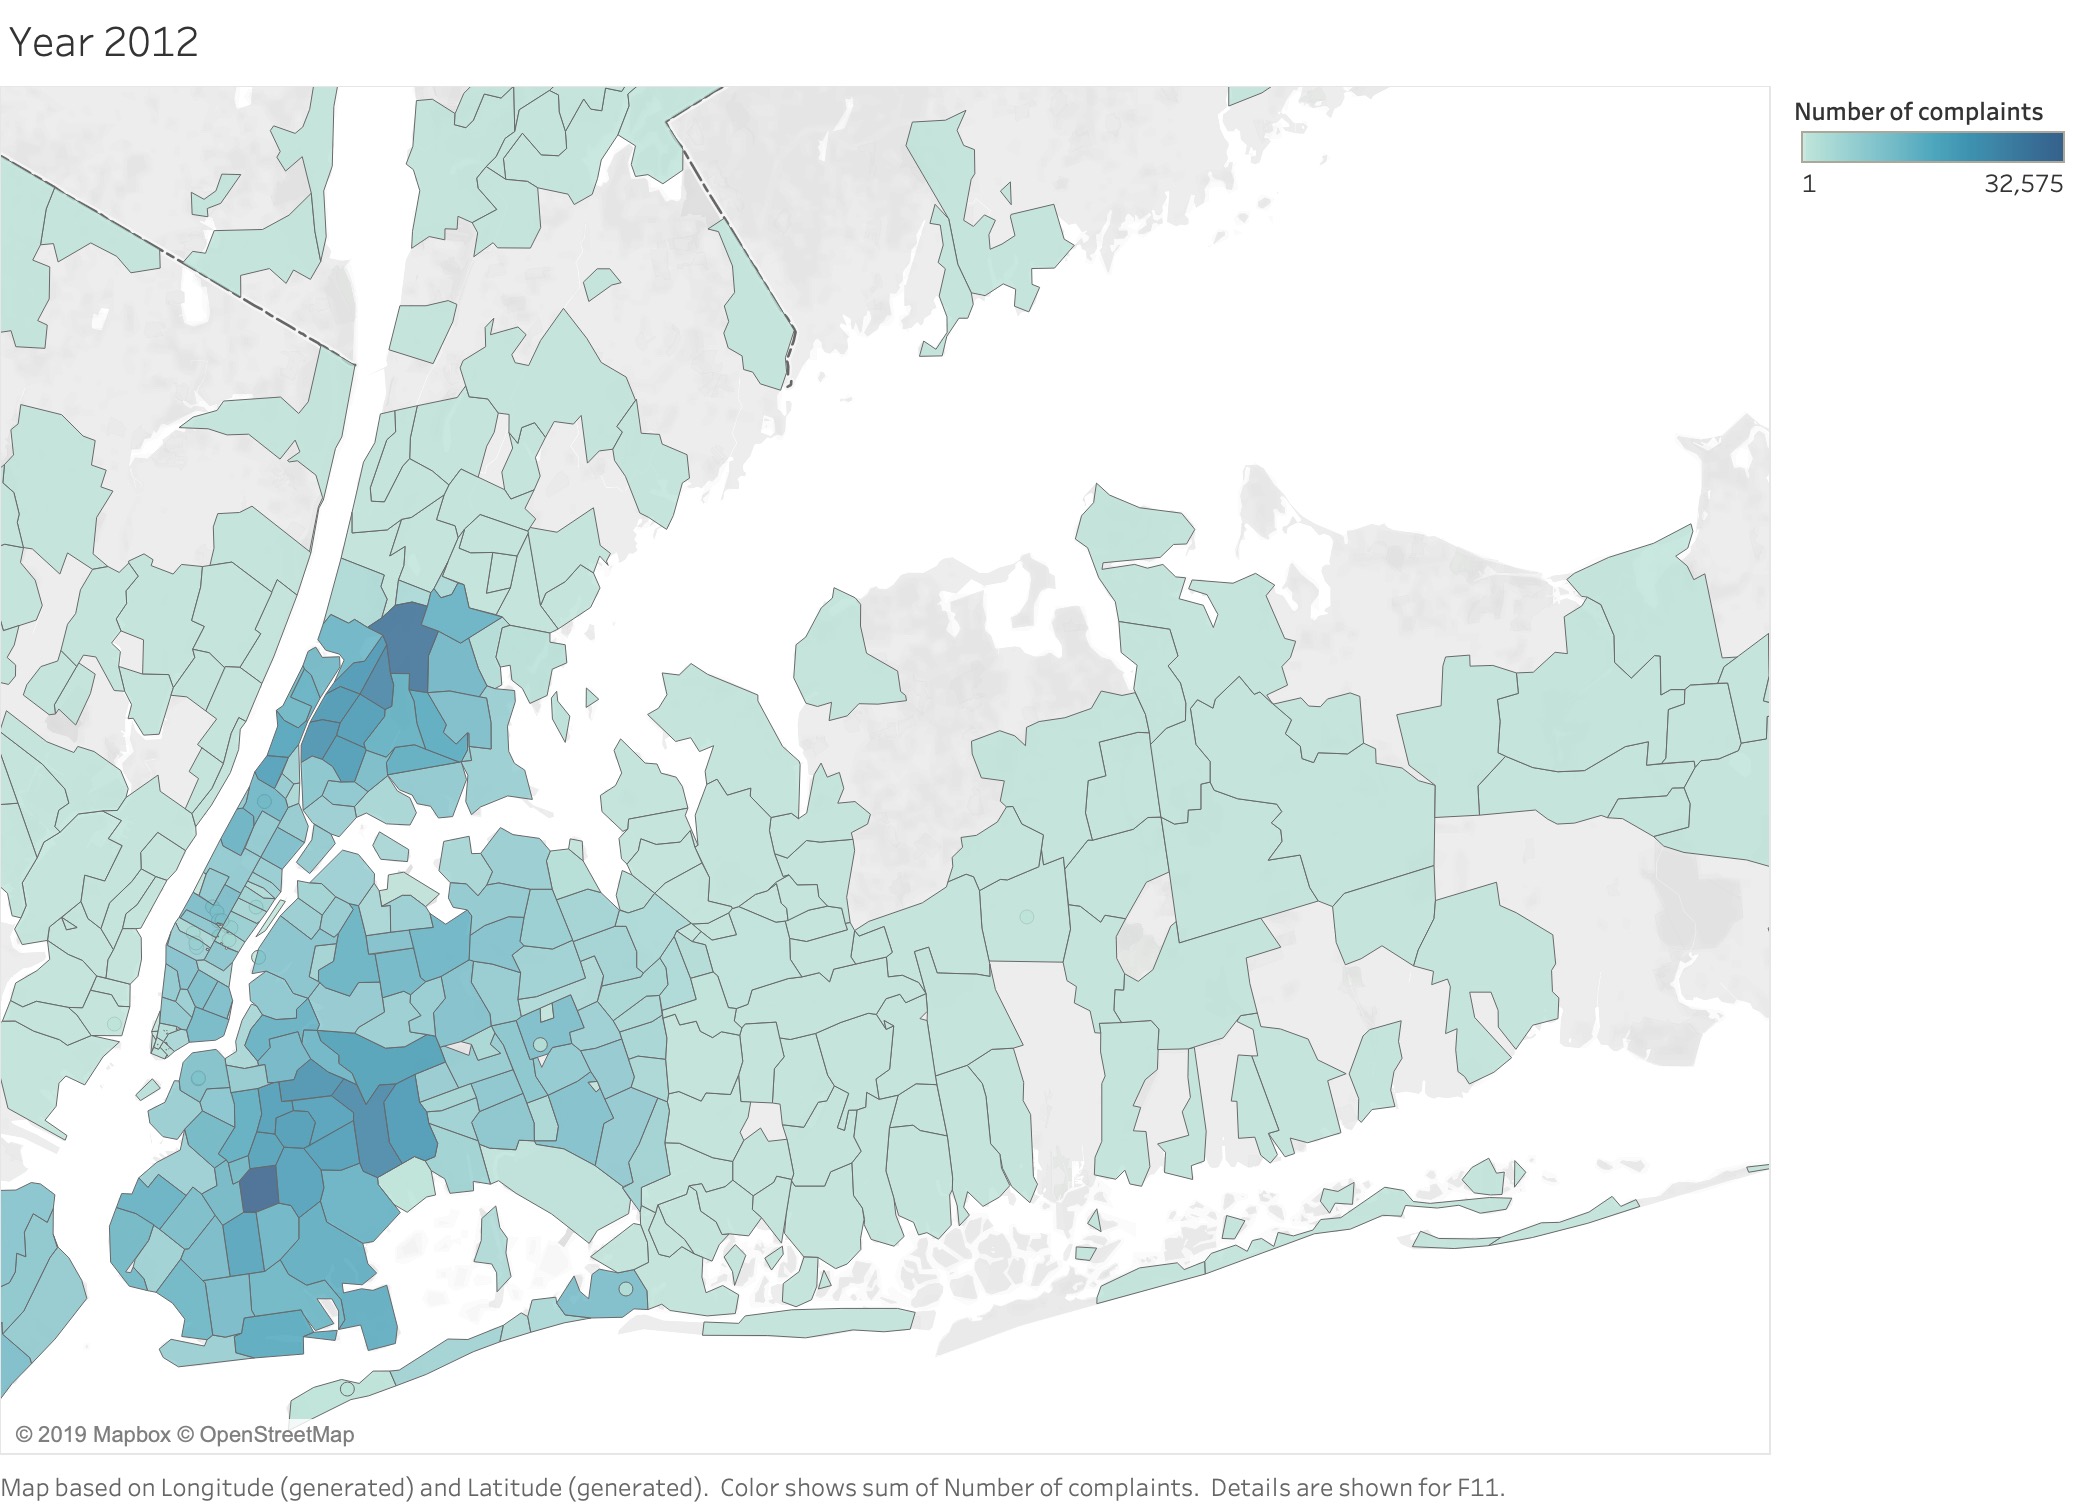 Year 2012
Number of complaints
1 32,575
© 2019 Mapbox © OpenStreetMap
Map based on Longitude (generated) and Latitude (generated). Color shows sum of Number of complaints. Details are shown for F11.